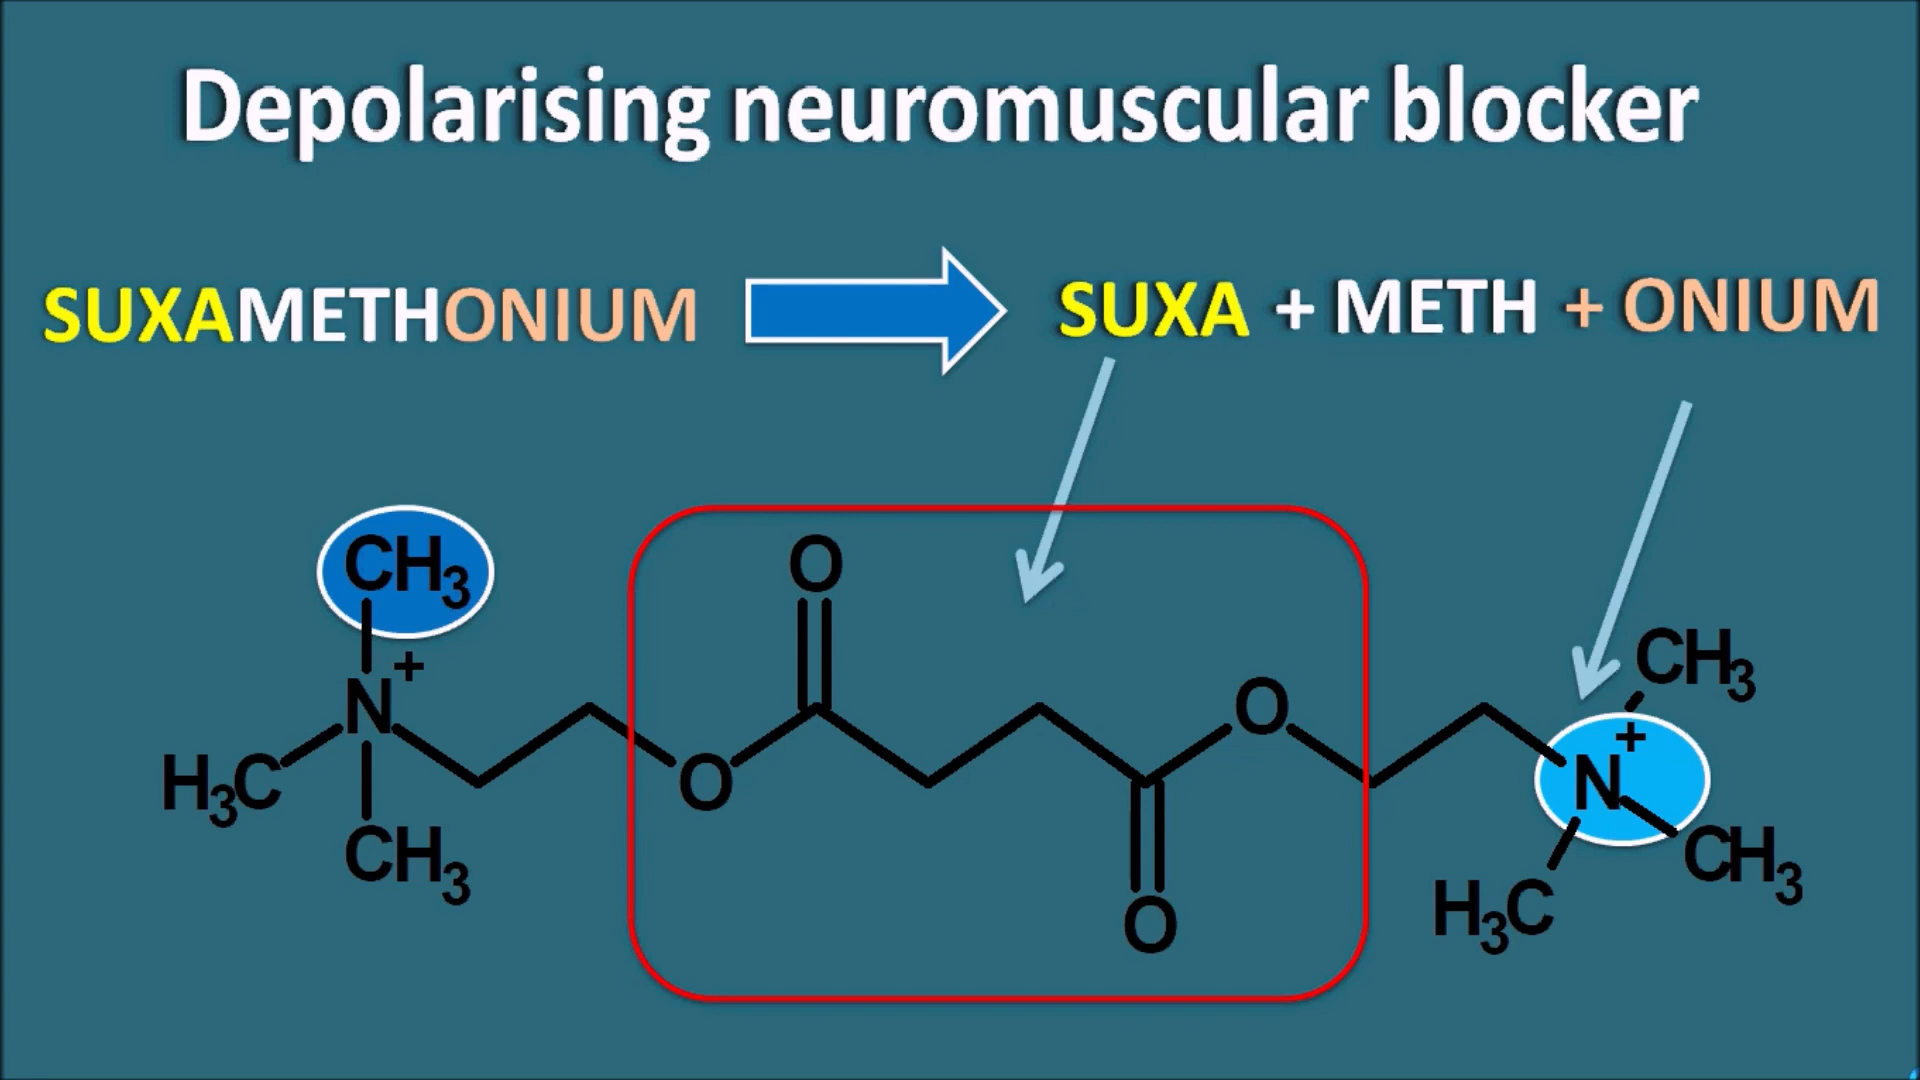 Depolarising neuromuscular blocker
SUXAMETHONIUM SUXA + METH + ONIUM
CH3
O
CH3
+
N
O
+
N
H3C
O
CH3
CH3
H3C
O